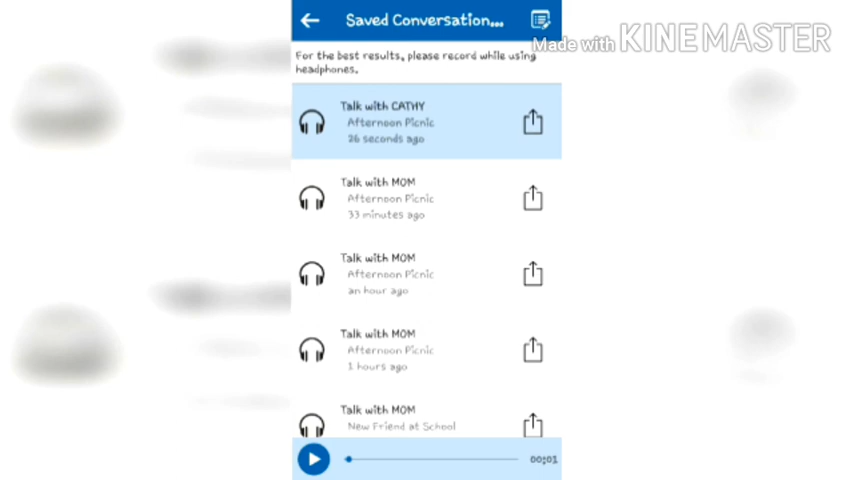 Saved Conversation...
Made with KINEMASTER
For the best results, please record while using
headphones.
Talk with CATHY
Afternoon Picnic
26 seconds ago
Talk with MOM
Afternoon Picnic
33 minutes ago
Talk with MOM
Afternoon Picnic
an hour ago
Talk with MOM
Afternoon Picnic
1 hours ago
Talk with MOM
New Friend at School
00:01